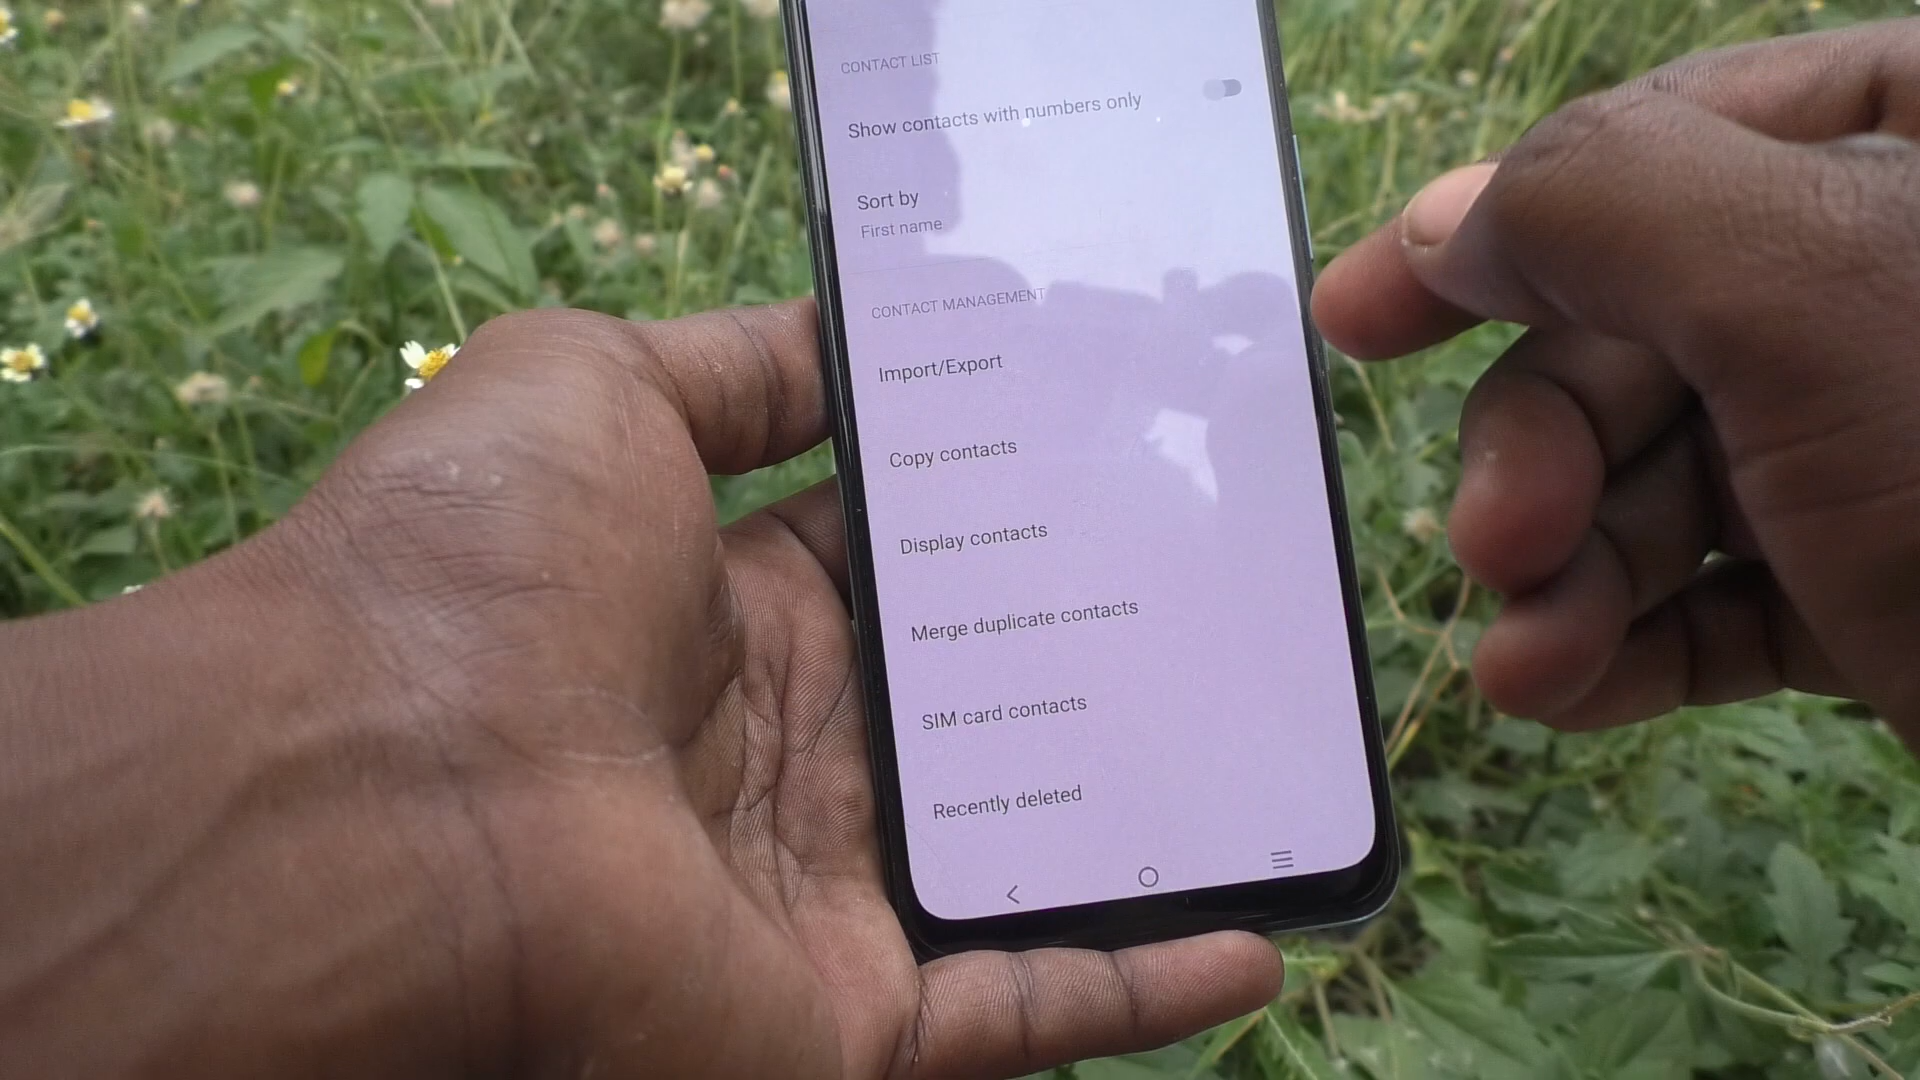 CONTACT LIST
Show contacts with numbers only
Sort by
First name
CONTACT MANAGEMENT
Import/Export
Copy contacts
Display contacts
Merge duplicate contacts
SIM card contacts
Recently deleted